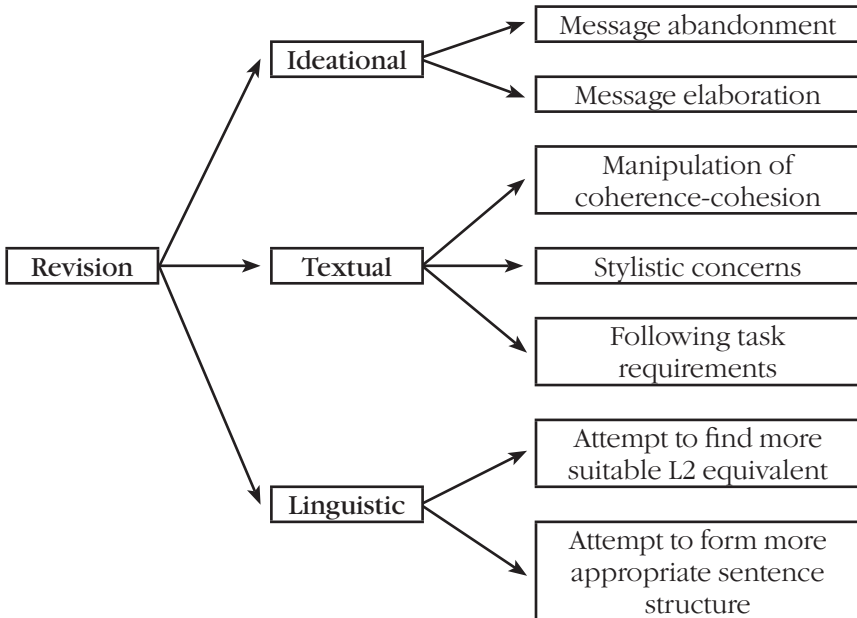 Message abandonment
Ideational
Message elaboration
Manipulation of
coherence-cohesion
Revision
Textual
Stylistic concerns
Following task
requirements
Attempt to find more
suitable L2 equivalent
Linguistic
Attempt to form more
appropriate sentence
structure